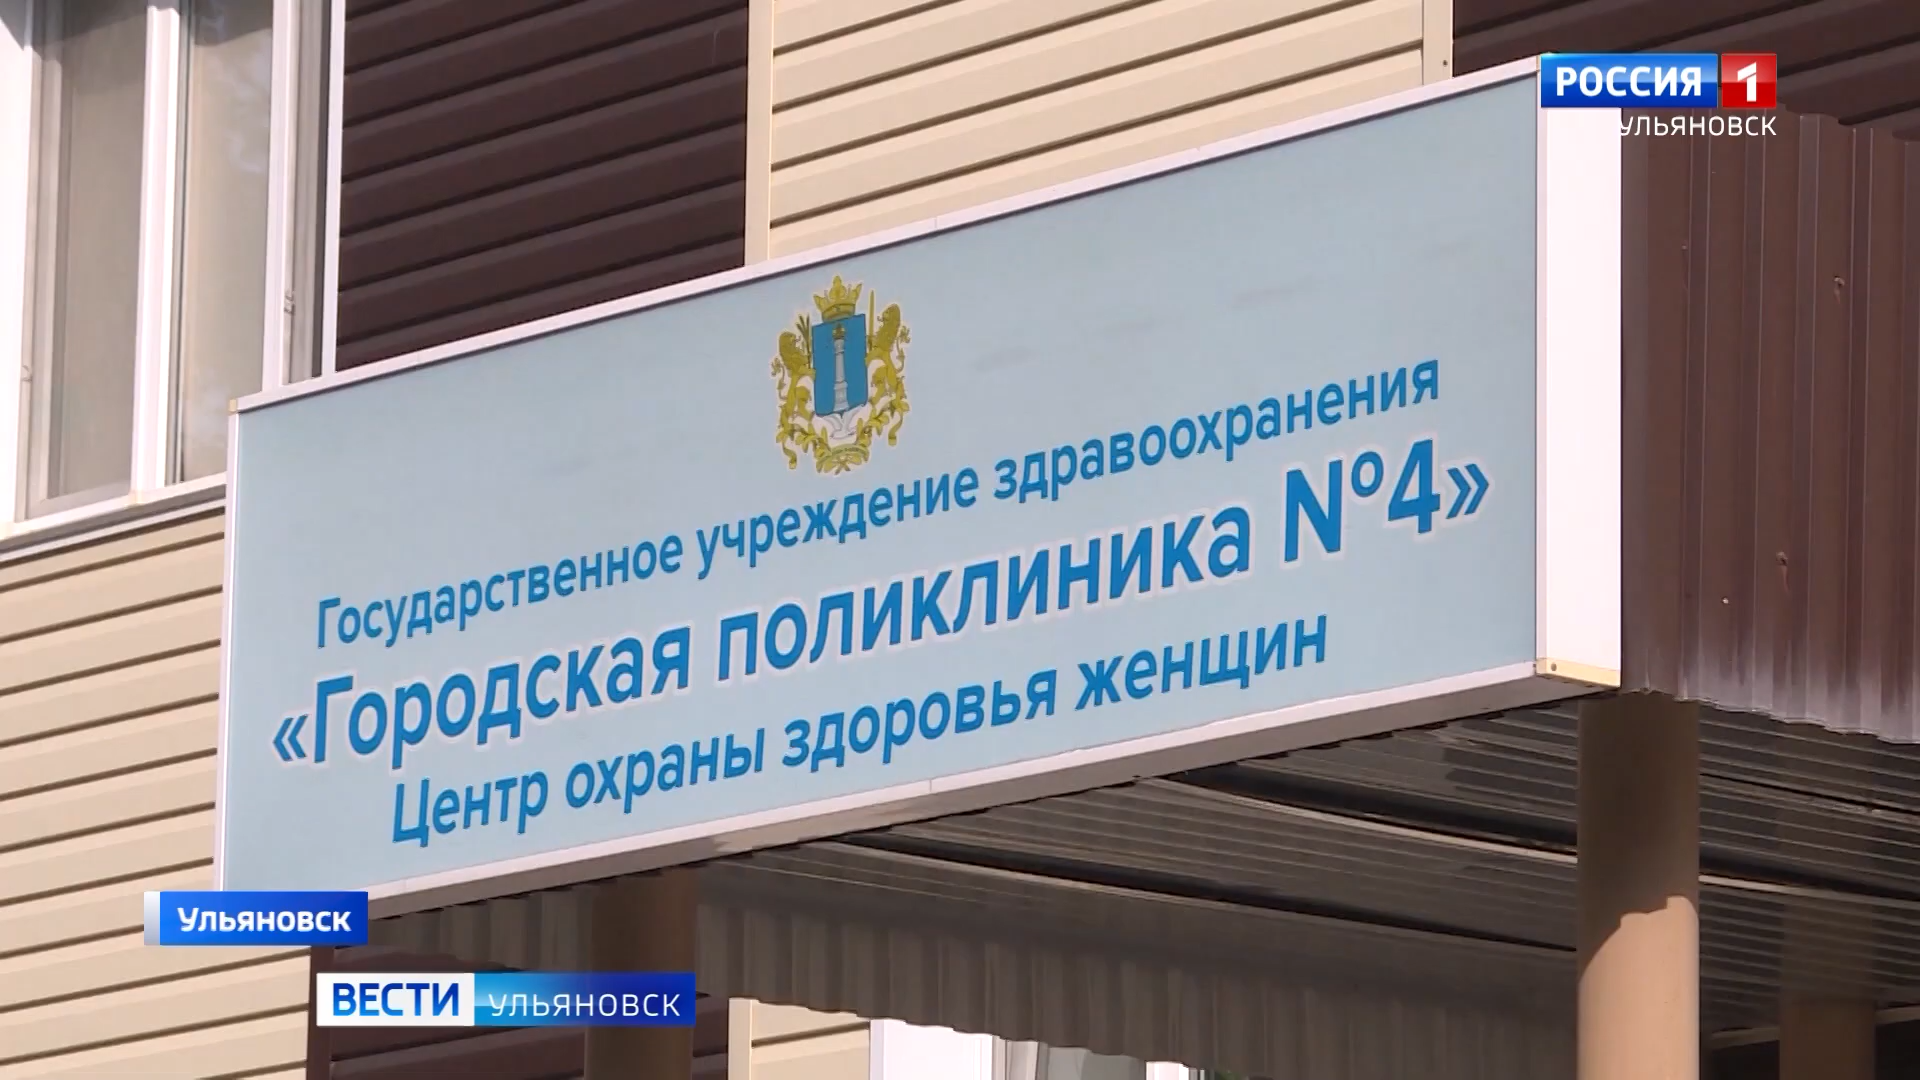 РОССИЯ 1
УЛЬЯНОВСК
Государственное учреждение здравоохранения
«Городская поликлиника №4»
Центр охраны здоровья женщин
Ульяновск
ВЕСТИ УЛЬЯНОВСК